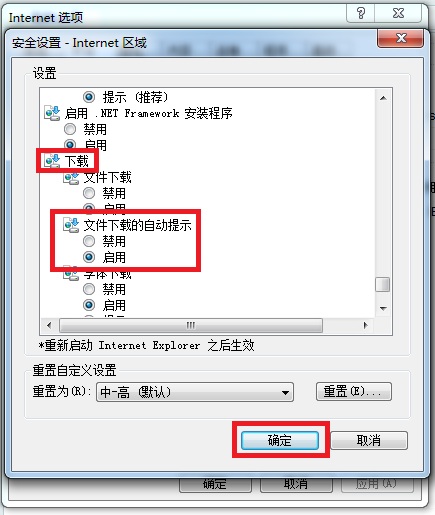 Internet 选项
安全设置 - Internet 区域
设置
提示 (推荐)
启用 .NET Framework 安装程序
禁用
启用
下载
文件下载
禁用
启用
文件下载的自动提示
禁用
启用
字体下载
禁用
启用
*重新启动 Internet Explorer 之后生效
重置自定义设置
重置为(R): 中-高 (默认) 重置(E)...
确定 取消
确定 取消 应用(A)